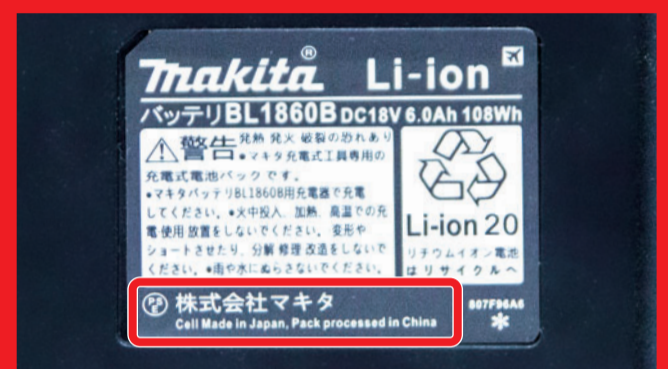 makita® Li-ion
バッテリBL1860B DC18V 6.0Ah 108Wh
警告 発熱 発火 破裂の恐れあり
•マキタ充電式工具専用の
充電式電池パックです。
•マキタバッテリBL1860B用充電器で充電
してください。•火中投入、加熱、高温での充
電・使用・放置をしないでください。変形や
ショートさせたり、分解・修理・改造をしないで
ください。•雨や水にぬらさないでください。
Li-ion 20
リチウムイオン電池
はリサイクルへ
PSE 株式会社マキタ
Cell Made in Japan, Pack processed in China
807F96A6